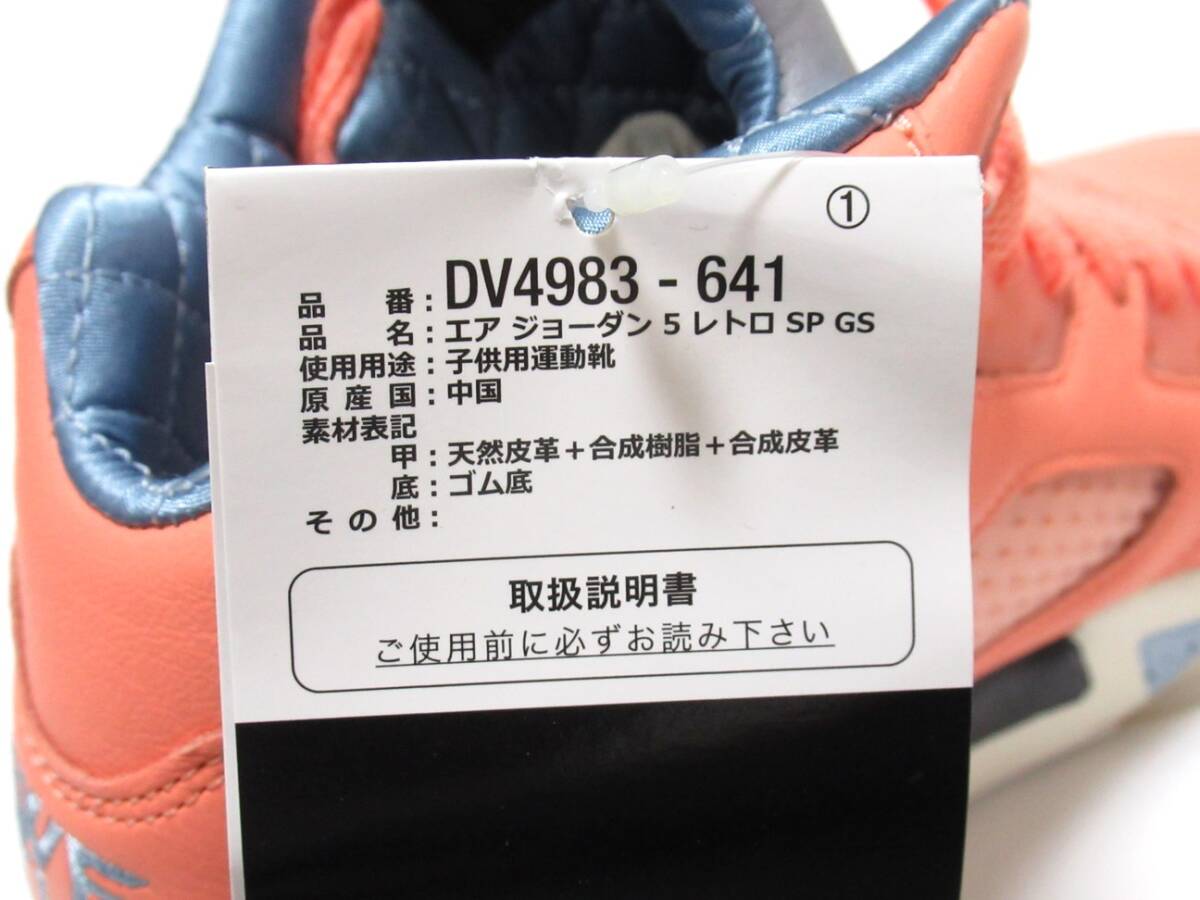 ①
品番：DV4983 - 641
品名：エア ジョーダン 5 レトロ SP GS
使用用途：子供用運動靴
原産国：中国
素材表記
甲：天然皮革＋合成樹脂＋合成皮革
底：ゴム底
その他：
取扱説明書
ご使用前に必ずお読み下さい